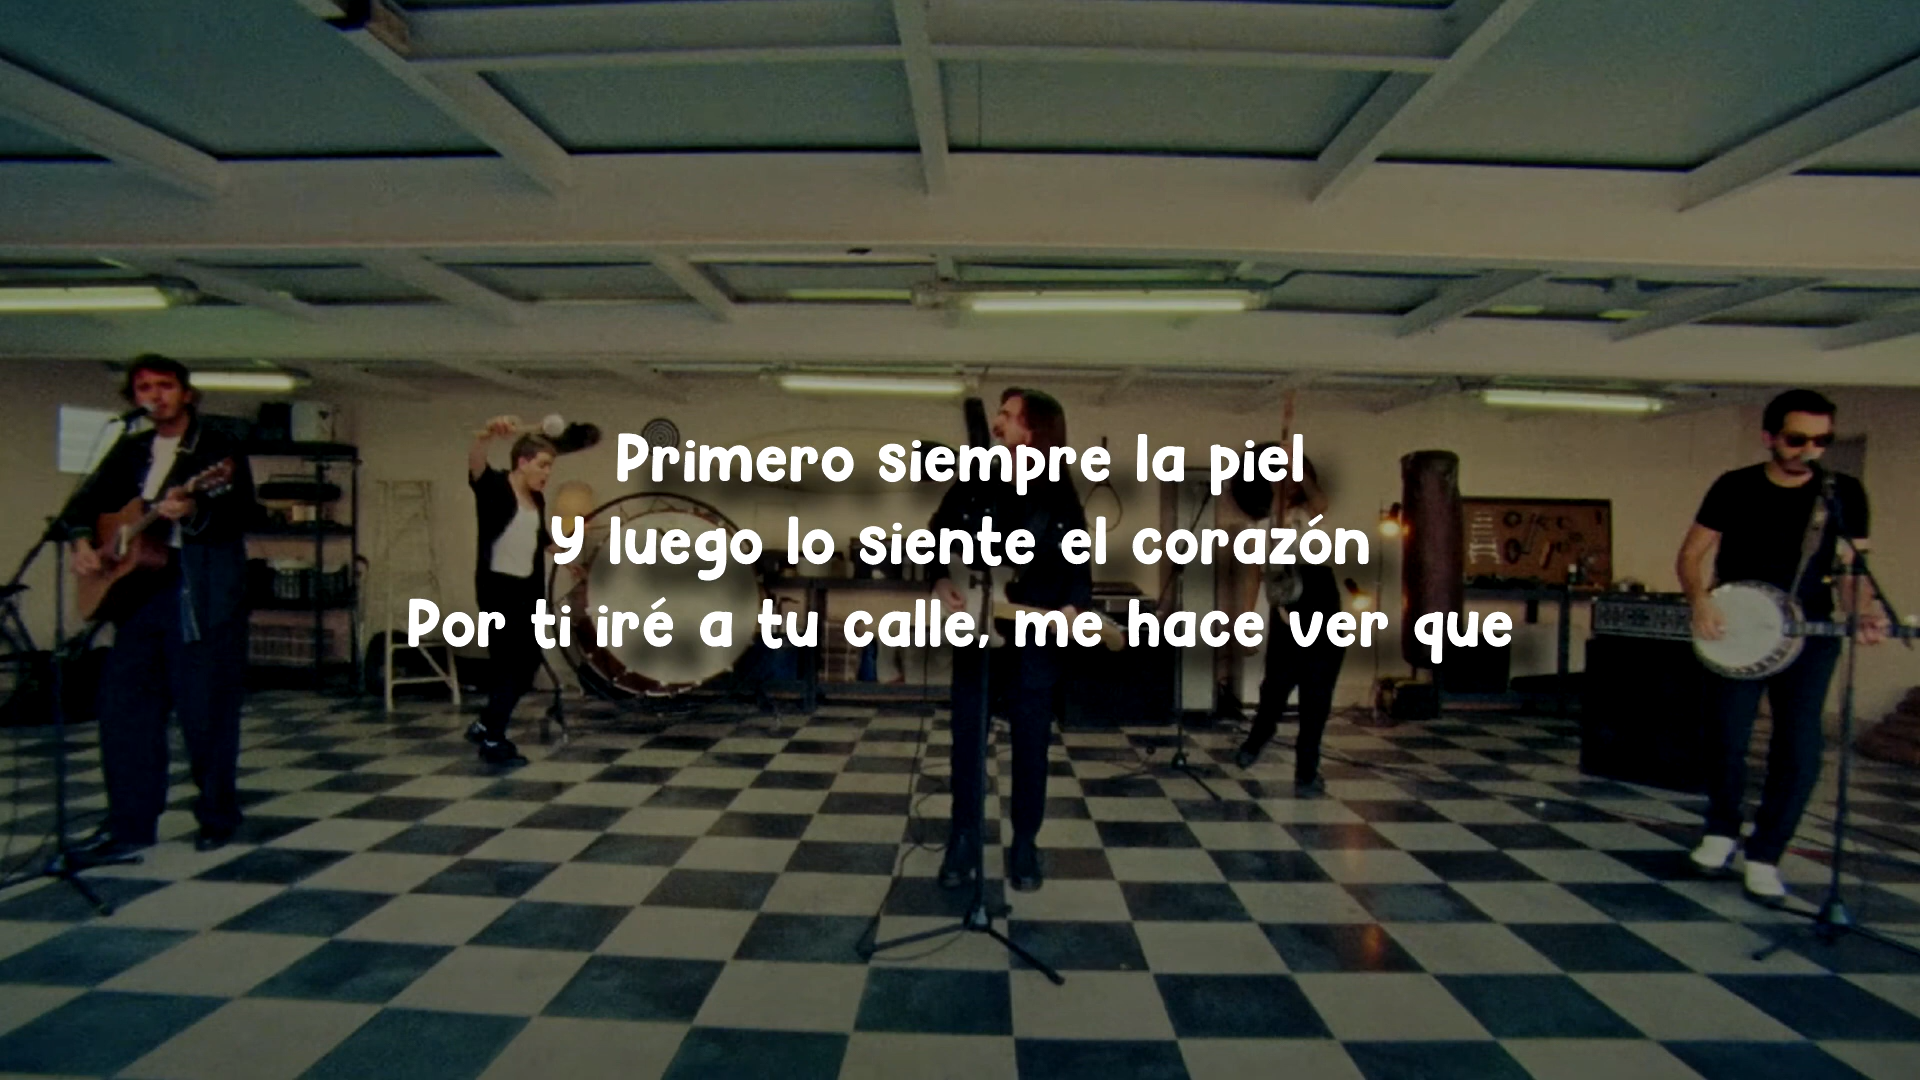 Primero siempre la piel
Y luego lo siente el corazón
Por ti iré a tu calle, me hace ver que